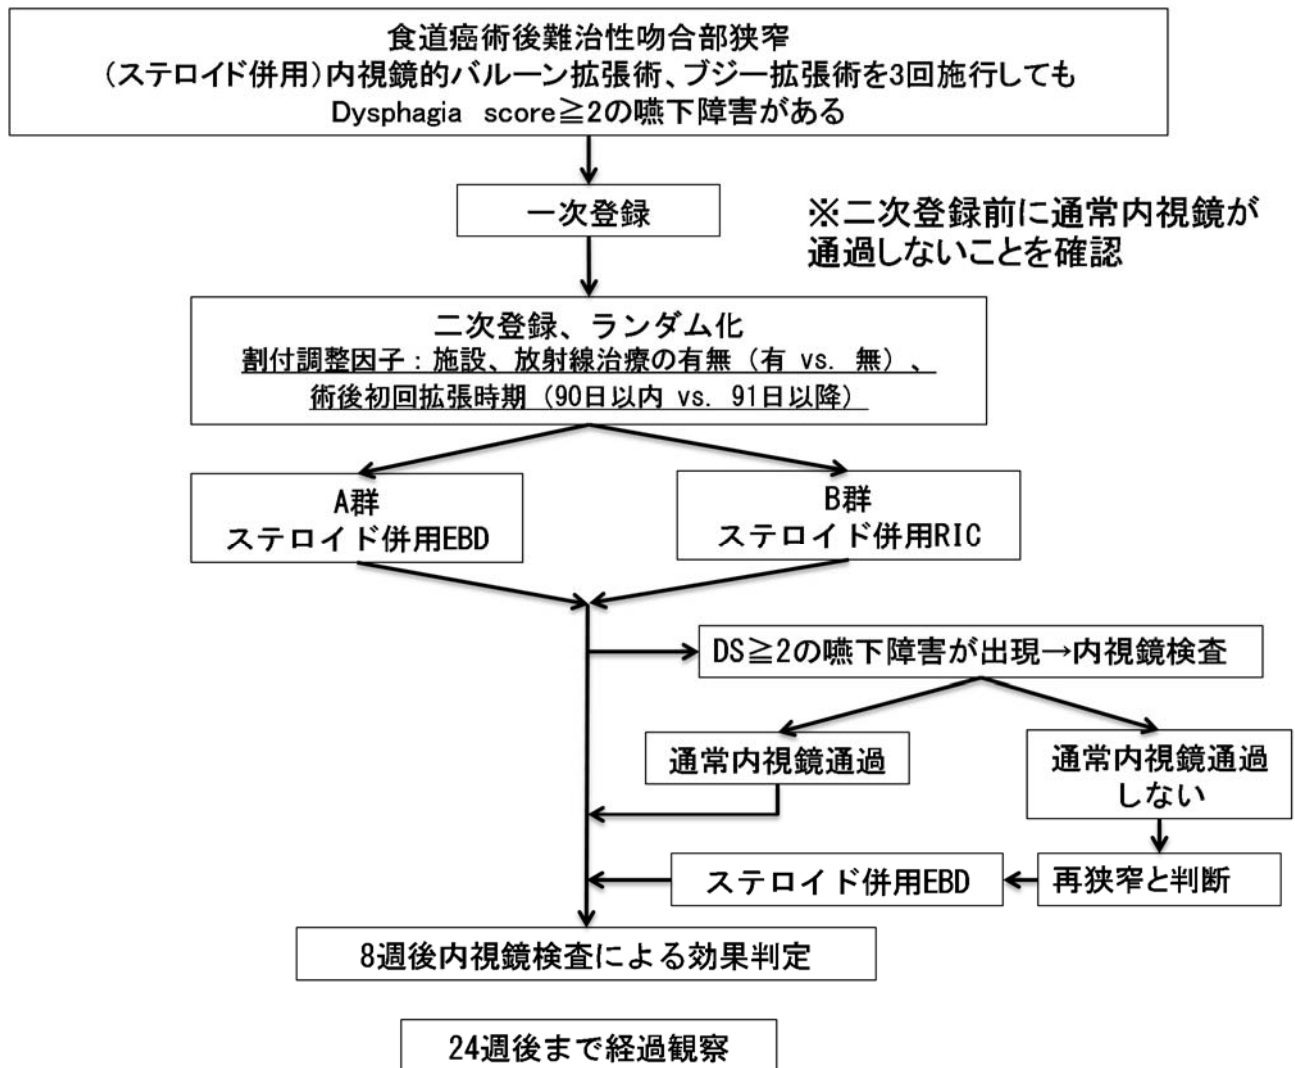 食道癌術後難治性吻合部狭窄
(ステロイド併用)内視鏡的バルーン拡張術、ブジー拡張術を3回施行しても
Dysphagia score≧2の嚥下障害がある
一次登録
※二次登録前に通常内視鏡が
通過しないことを確認
二次登録、ランダム化
割付調整因子：施設、放射線治療の有無（有 vs. 無）、
術後初回拡張時期（90日以内 vs. 91日以降）
A群
ステロイド併用EBD
B群
ステロイド併用RIC
DS≧2の嚥下障害が出現→内視鏡検査
通常内視鏡通過
通常内視鏡通過
しない
ステロイド併用EBD
再狭窄と判断
8週後内視鏡検査による効果判定
24週後まで経過観察